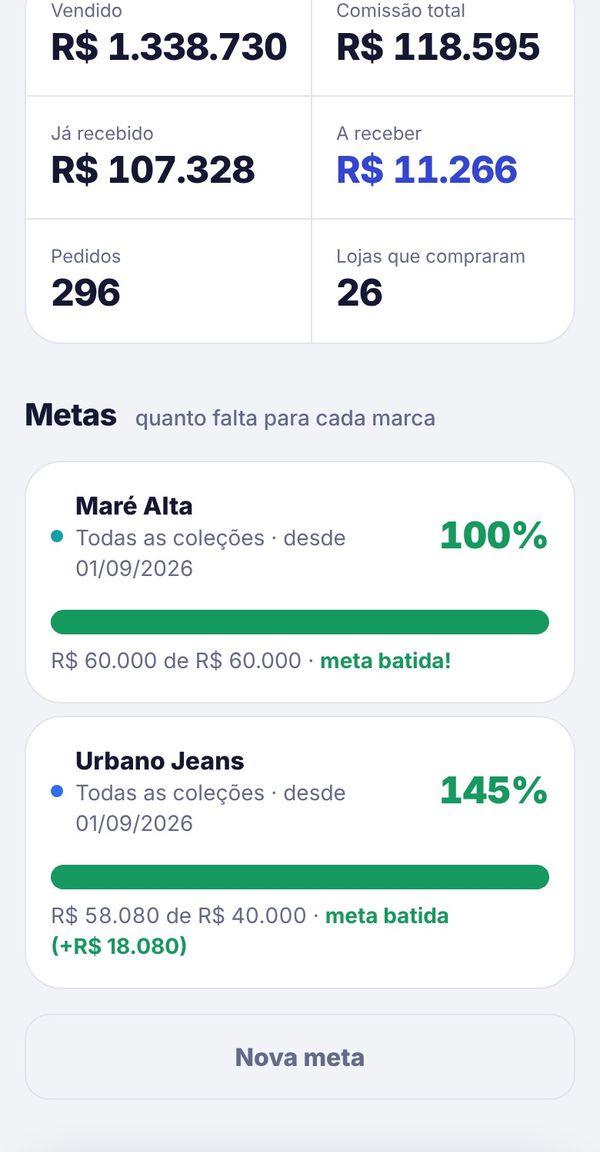 Vendido
R$ 1.338.730
Comissão total
R$ 118.595
Já recebido
R$ 107.328
A receber
R$ 11.266
Pedidos
296
Lojas que compraram
26
Metas quanto falta para cada marca
Maré Alta
Todas as coleções · desde
01/09/2026
100%
R$ 60.000 de R$ 60.000 · meta batida!
Urbano Jeans
Todas as coleções · desde
01/09/2026
145%
R$ 58.080 de R$ 40.000 · meta batida
(+R$ 18.080)
Nova meta